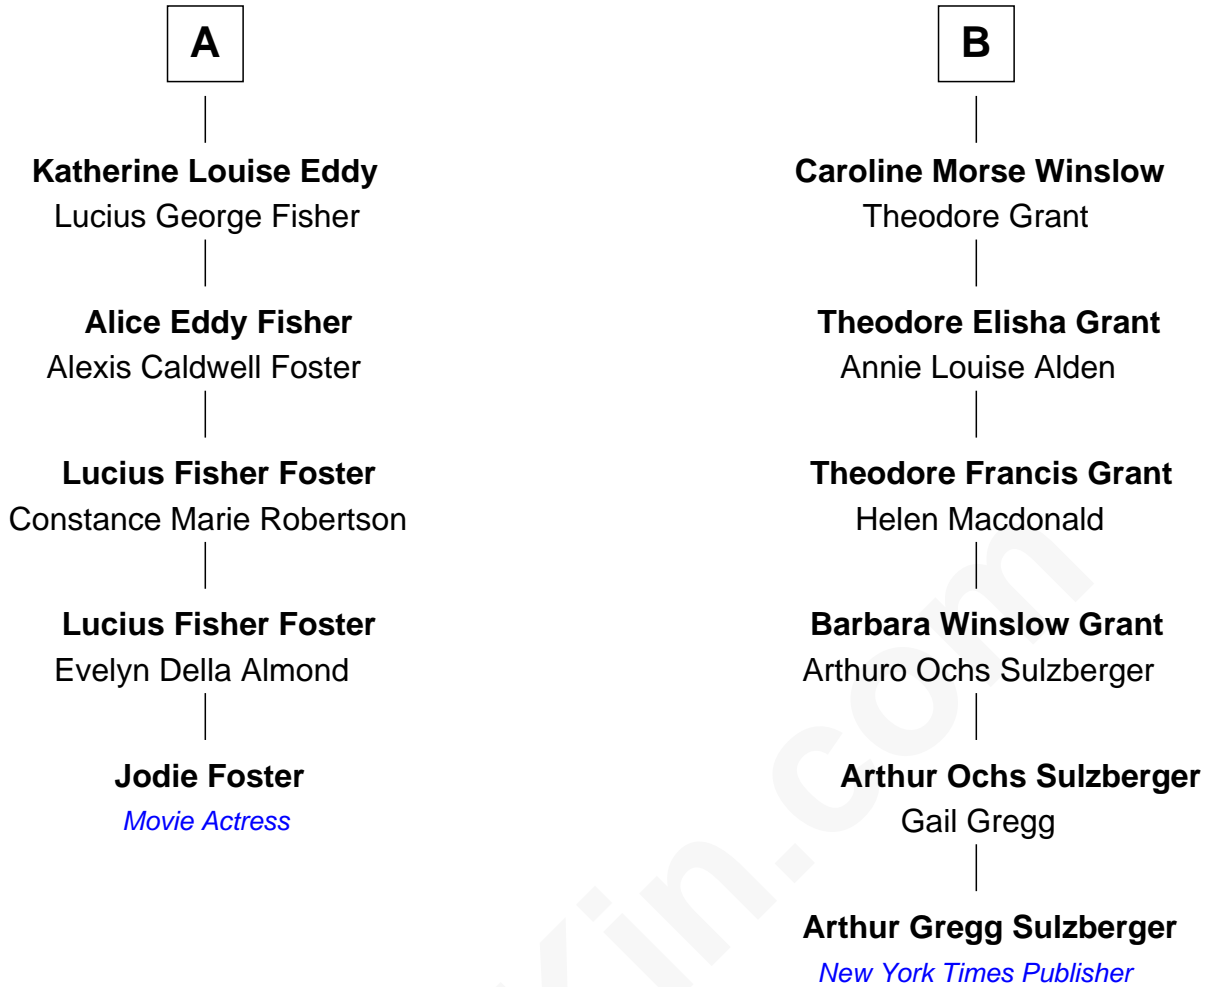 A
Katherine Louise Eddy
Lucius George Fisher
Alice Eddy Fisher
Alexis Caldwell Foster
Lucius Fisher Foster
Constance Marie Robertson
Lucius Fisher Foster
Evelyn Della Almond
Jodie Foster
Movie Actress
B
Caroline Morse Winslow
Theodore Grant
Theodore Elisha Grant
Annie Louise Alden
Theodore Francis Grant
Helen Macdonald
Barbara Winslow Grant
Arthuro Ochs Sulzberger
Arthur Ochs Sulzberger
Gail Gregg
Arthur Gregg Sulzberger
New York Times Publisher
Kin.com